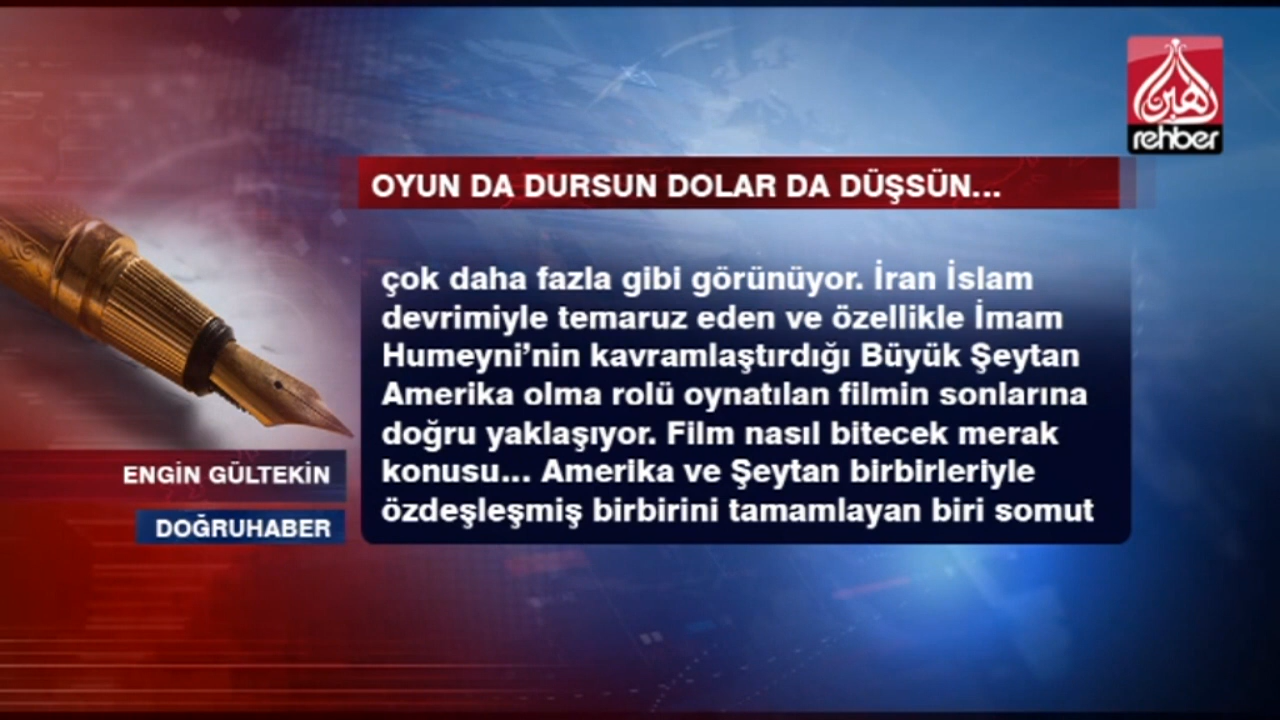 رهبر
rehber
OYUN DA DURSUN DOLAR DA DÜŞSÜN...
çok daha fazla gibi görünüyor. İran İslam
devrimiyle temaruz eden ve özellikle İmam
Humeyni’nin kavramlaştırdığı Büyük Şeytan
Amerika olma rolü oynatılan filmin sonlarına
doğru yaklaşıyor. Film nasıl bitecek merak
konusu... Amerika ve Şeytan birbirleriyle
özdeşleşmiş birbirini tamamlayan biri somut
ENGİN GÜLTEKİN
DOĞRUHABER